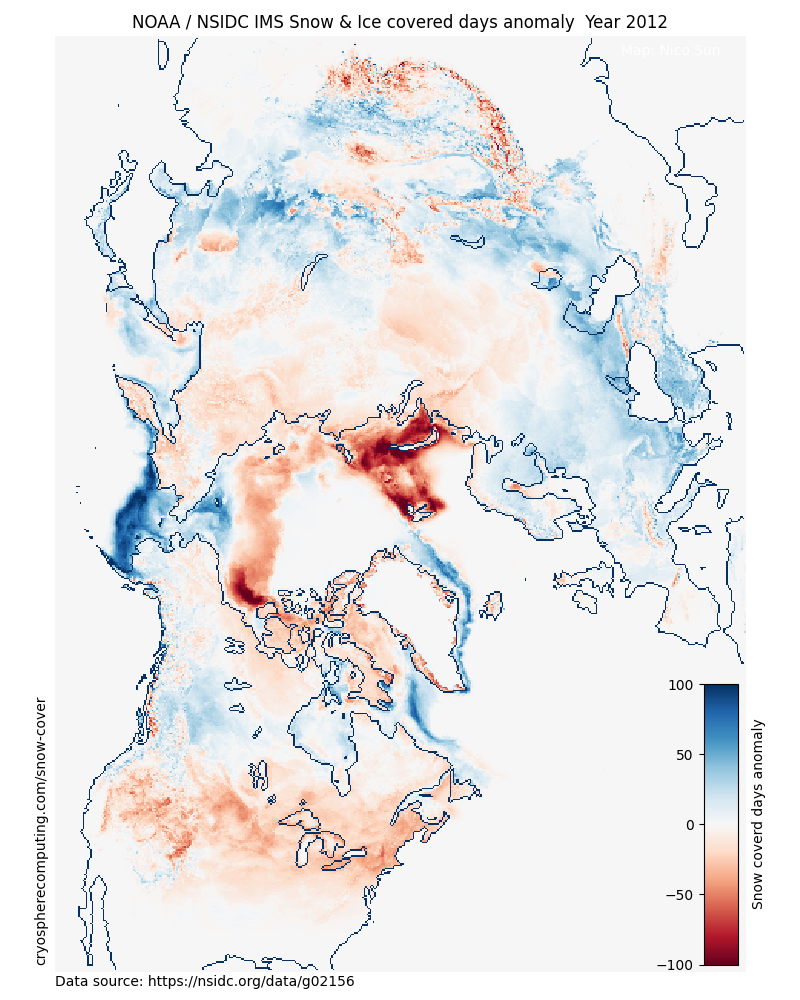 NOAA / NSIDC IMS Snow & Ice covered days anomaly  Year 2012
Map: Nico Sun
cryospherecomputing.com/snow-cover
100
50
0
−50
−100
Snow coverd days anomaly
Data source: https://nsidc.org/data/g02156